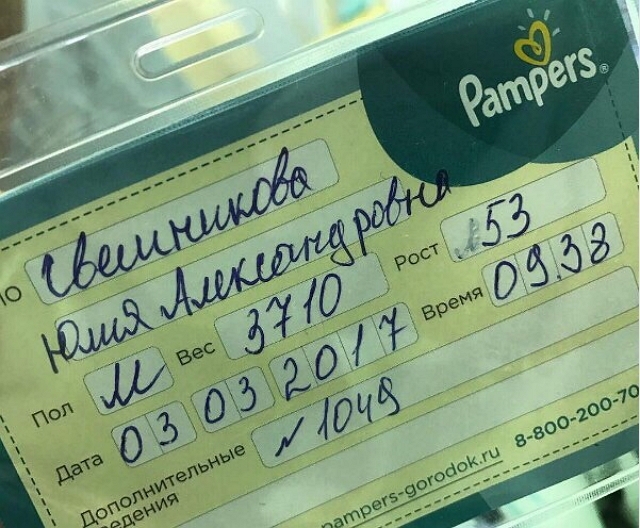 Pampers®
Свешникова
Юлия Александровна
Рост 53
Пол М Вес 3710
Время 09.38
Дата 03 03 2017
Дополнительные N 1049
pampers-gorodok.ru 8-800-200-70